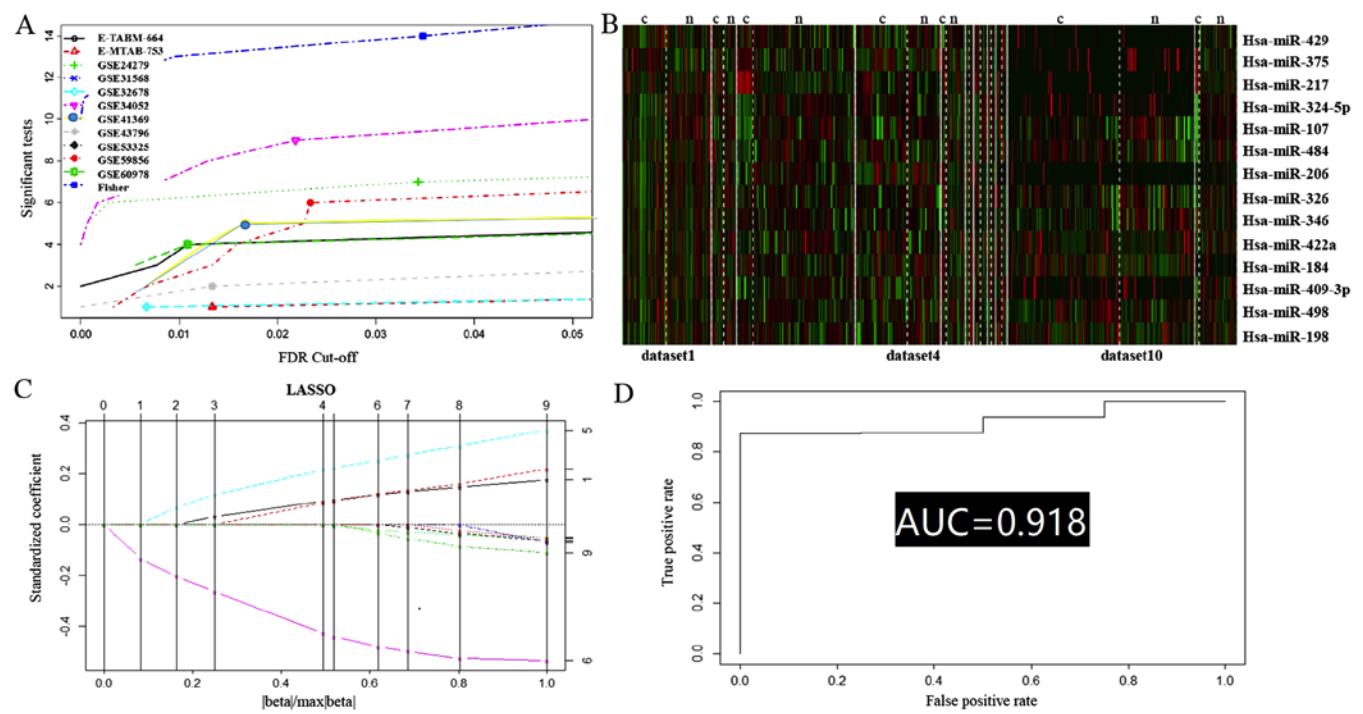 A
Significant tests
14
12
10
8
6
4
2
E-TABM-664
E-MTAB-753
GSE24279
GSE31568
GSE32678
GSE34052
GSE41369
GSE43796
GSE53325
GSE59856
GSE60978
Fisher
0.00 0.01 0.02 0.03 0.04 0.05
FDR Cut-off
B
c n c n c n c n c n c n c n
Hsa-miR-429
Hsa-miR-375
Hsa-miR-217
Hsa-miR-324-5p
Hsa-miR-107
Hsa-miR-484
Hsa-miR-206
Hsa-miR-326
Hsa-miR-346
Hsa-miR-422a
Hsa-miR-184
Hsa-miR-409-3p
Hsa-miR-498
Hsa-miR-198
dataset1 dataset4 dataset10
C
LASSO
0 1 2 3 4 6 7 8 9
Standardized coefficient
0.4
0.2
0.0
-0.2
-0.4
5
1
9
6
0.0 0.2 0.4 0.6 0.8 1.0
|beta|/max|beta|
D
True positive rate
1.0
0.8
0.6
0.4
0.2
0.0
AUC=0.918
0.0 0.2 0.4 0.6 0.8 1.0
False positive rate